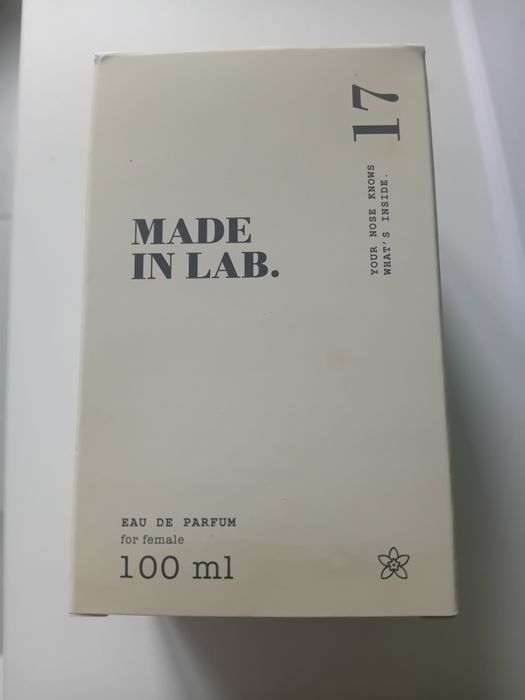 17
YOUR NOSE KNOWS
WHAT'S INSIDE.
MADE
IN LAB.
EAU DE PARFUM
for female
100 ml